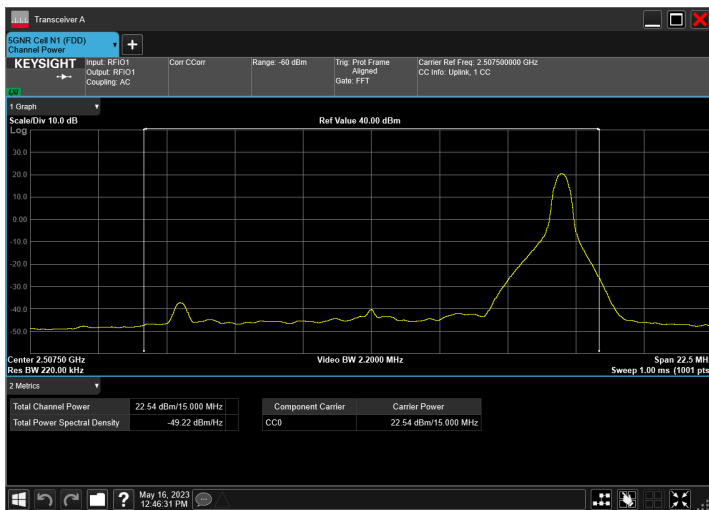 Transceiver A
5GNR Cell N1 (FDD)
Channel Power
KEYSIGHT
Input: RFIO1
Output: RFIO1
Coupling: AC
Corr CCorr
Range: -60 dBm
Trig: Prot Frame
Aligned
Gate: FFT
Carrier Ref Freq: 2.507500000 GHz
CC Info: Uplink, 1 CC
1 Graph
Scale/Div 10.0 dB
Ref Value 40.00 dBm
Log
30.0
20.0
10.0
0.00
-10.0
-20.0
-30.0
-40.0
-50.0
Center 2.50750 GHz
Video BW 2.2000 MHz
Span 22.5 MH
Res BW 220.00 kHz
Sweep 1.00 ms (1001 pts
2 Metrics
Total Channel Power 22.54 dBm/15.000 MHz
Total Power Spectral Density -49.22 dBm/Hz
Component Carrier Carrier Power
CC0 22.54 dBm/15.000 MHz
?
May 16, 2023
12:46:31 PM